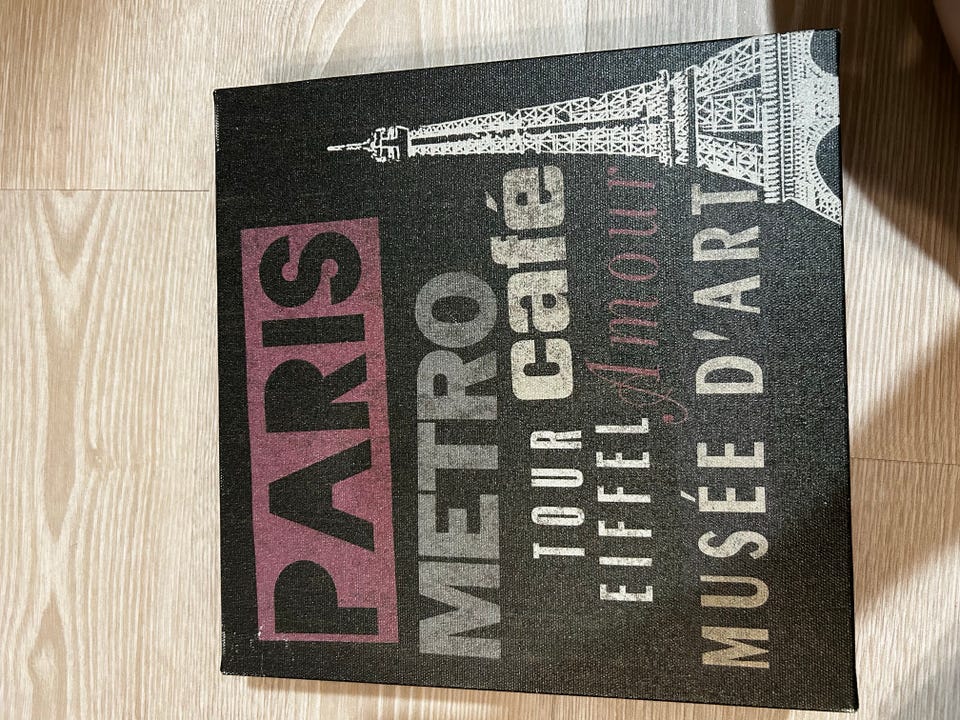 PARIS
METRO
café
TOUR
EIFFEL
Amour
MUSÉE D'ART